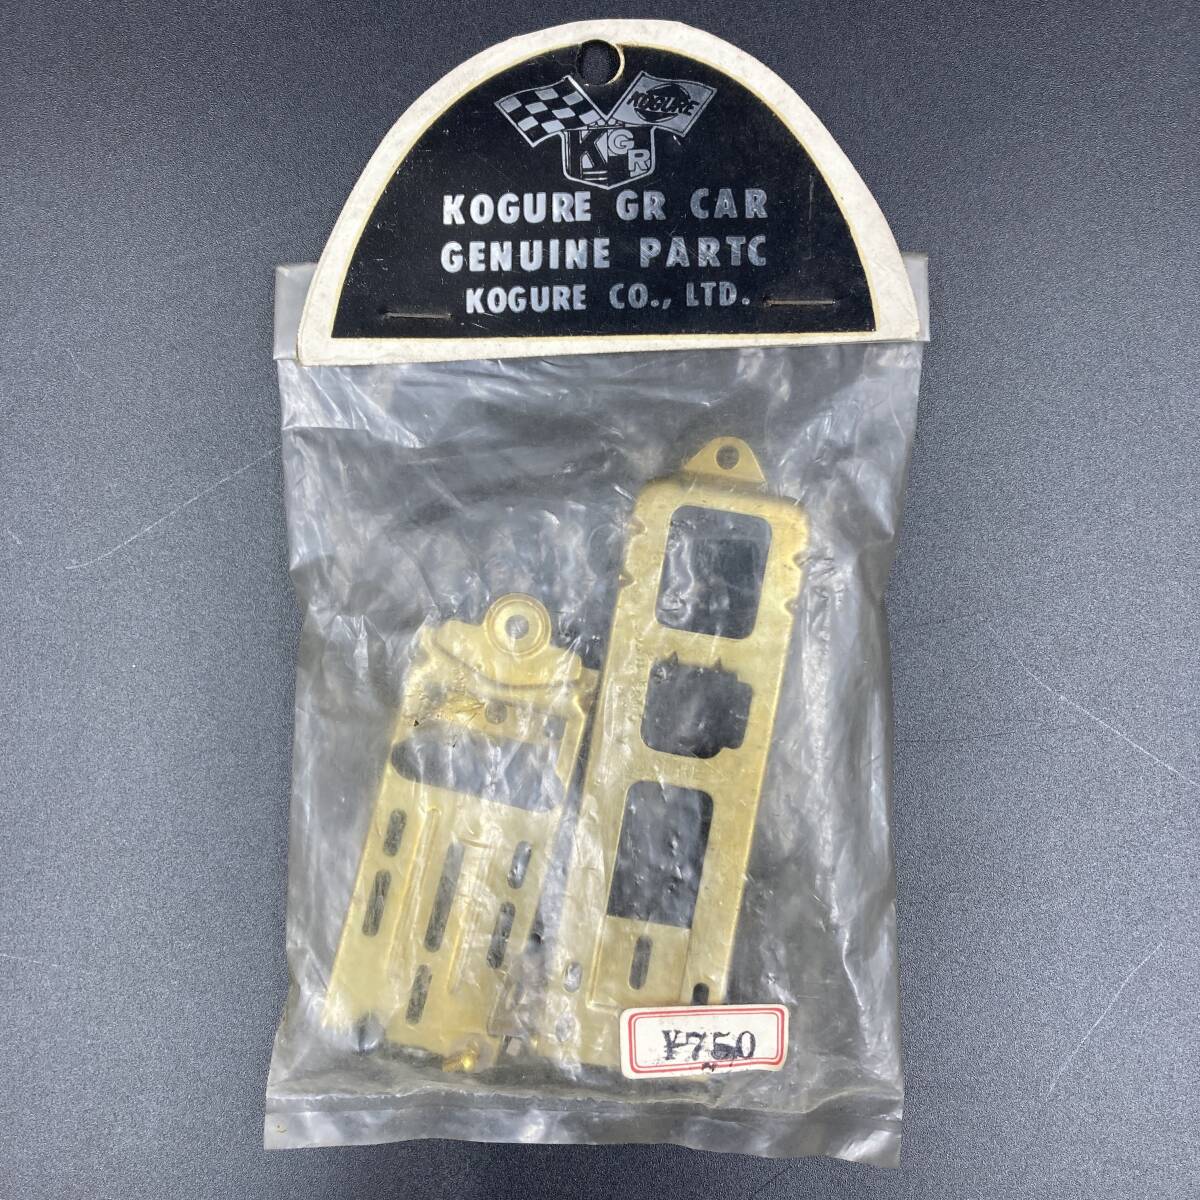 KOGURE
KGR
KOGURE GR CAR
GENUINE PARTC
KOGURE CO., LTD.
¥750